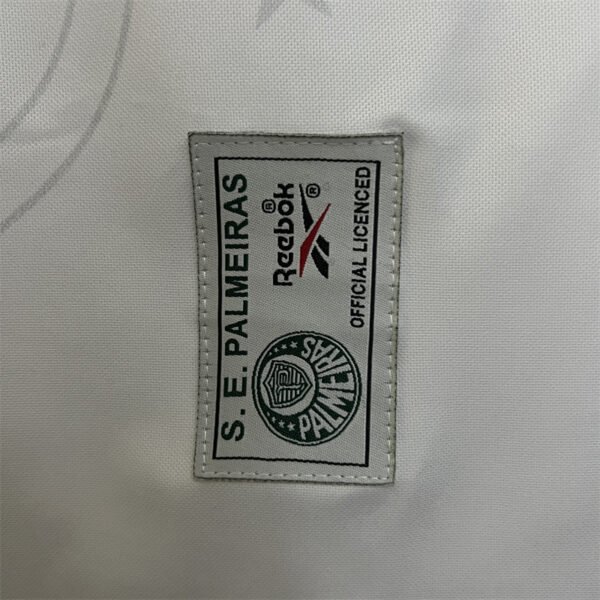 S. E. PALMEIRAS
PALMEIRAS
Reebok®
®
OFFICIAL LICENCED